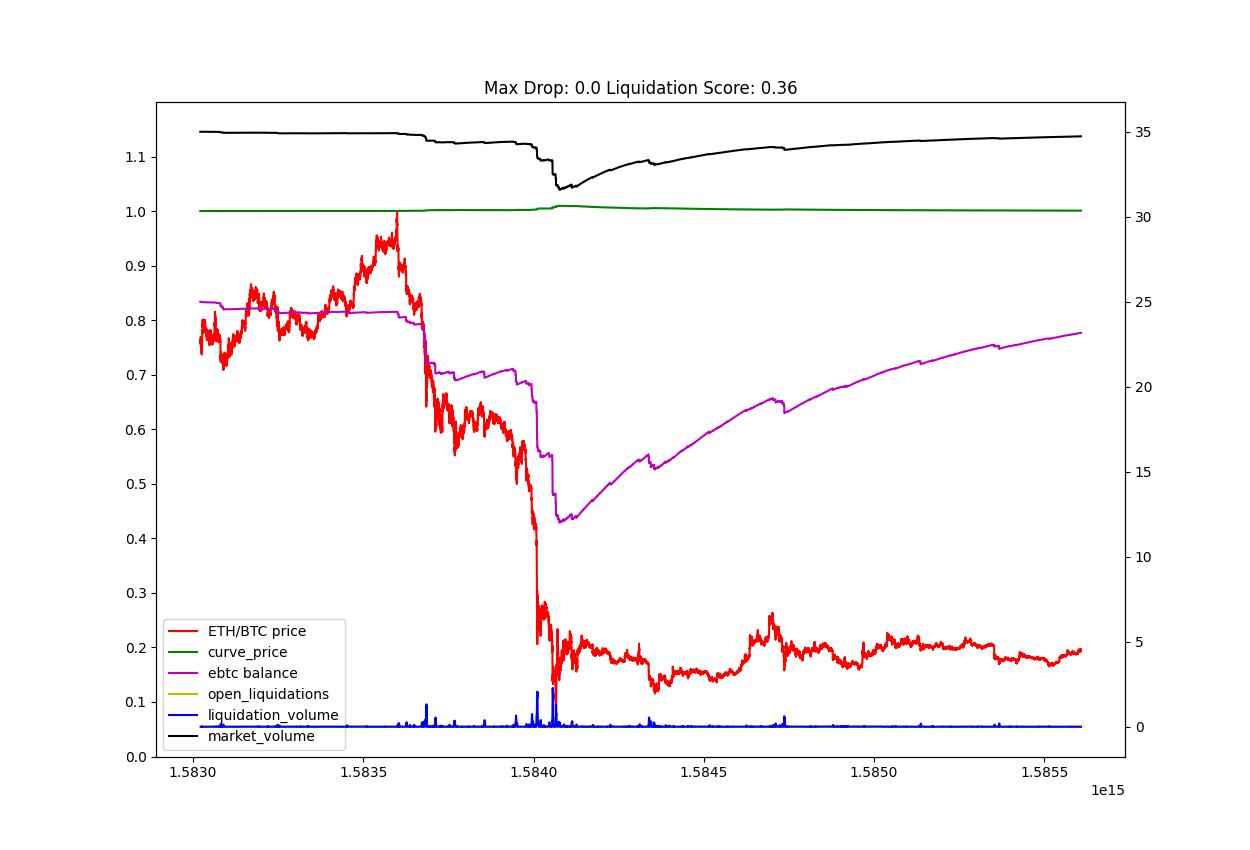 Max Drop: 0.0 Liquidation Score: 0.36
1.1
1.0
0.9
0.8
0.7
0.6
0.5
0.4
0.3
0.2
0.1
0.0
35
30
25
20
15
10
5
0
ETH/BTC price
curve_price
ebtc balance
open_liquidations
liquidation_volume
market_volume
1.5830 1.5835 1.5840 1.5845 1.5850 1.5855
1e15